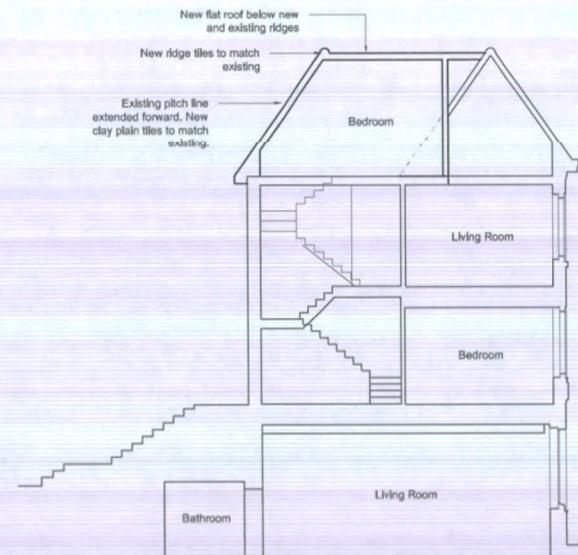 New flat roof below new
and existing ridges
New ridge tiles to match
existing
Existing pitch line
extended forward. New
clay plain tiles to match
existing.
Bedroom
Living Room
Bedroom
Living Room
Bathroom